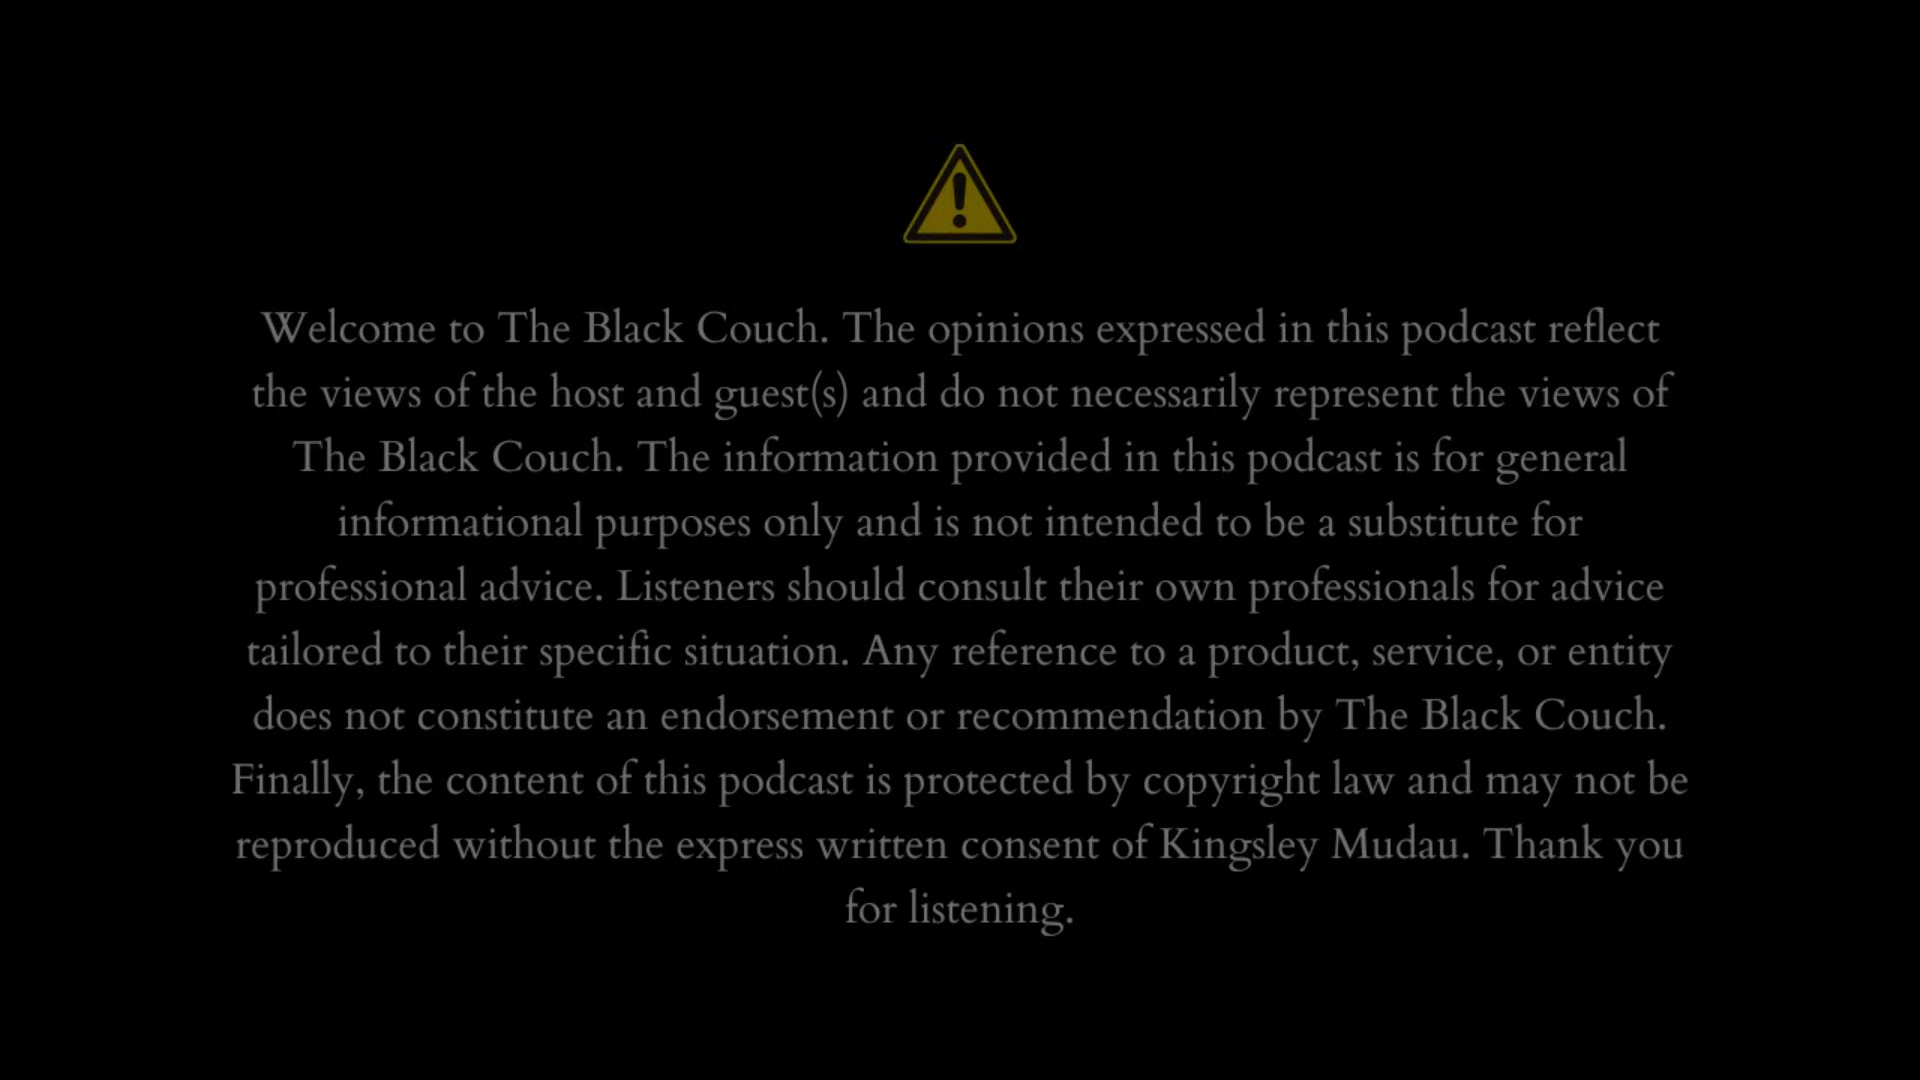 Welcome to The Black Couch. The opinions expressed in this podcast reflect
the views of the host and guest(s) and do not necessarily represent the views of
The Black Couch. The information provided in this podcast is for general
informational purposes only and is not intended to be a substitute for
professional advice. Listeners should consult their own professionals for advice
tailored to their specific situation. Any reference to a product, service, or entity
does not constitute an endorsement or recommendation by The Black Couch.
Finally, the content of this podcast is protected by copyright law and may not be
reproduced without the express written consent of Kingsley Mudau. Thank you
for listening.